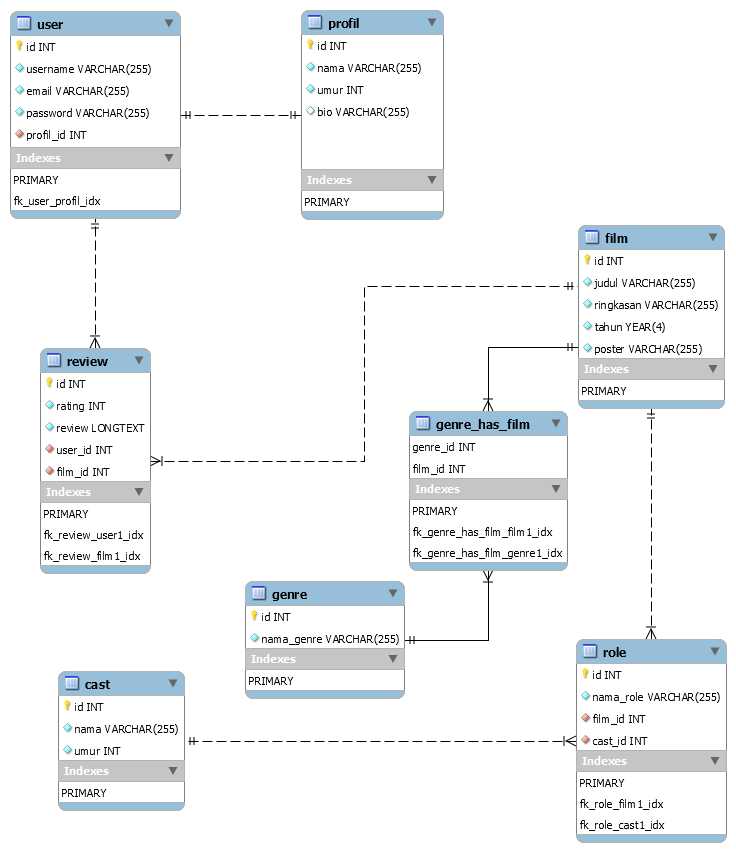 user
id INT
username VARCHAR(255)
email VARCHAR(255)
password VARCHAR(255)
profil_id INT
Indexes
PRIMARY
fk_user_profil_idx
profil
id INT
nama VARCHAR(255)
umur INT
bio VARCHAR(255)
Indexes
PRIMARY
film
id INT
judul VARCHAR(255)
ringkasan VARCHAR(255)
tahun YEAR(4)
poster VARCHAR(255)
Indexes
PRIMARY
review
id INT
rating INT
review LONGTEXT
user_id INT
film_id INT
Indexes
PRIMARY
fk_review_user1_idx
fk_review_film1_idx
genre_has_film
genre_id INT
film_id INT
Indexes
PRIMARY
fk_genre_has_film_film1_idx
fk_genre_has_film_genre1_idx
genre
id INT
nama_genre VARCHAR(255)
Indexes
PRIMARY
cast
id INT
nama VARCHAR(255)
umur INT
Indexes
PRIMARY
role
id INT
nama_role VARCHAR(255)
film_id INT
cast_id INT
Indexes
PRIMARY
fk_role_film1_idx
fk_role_cast1_idx